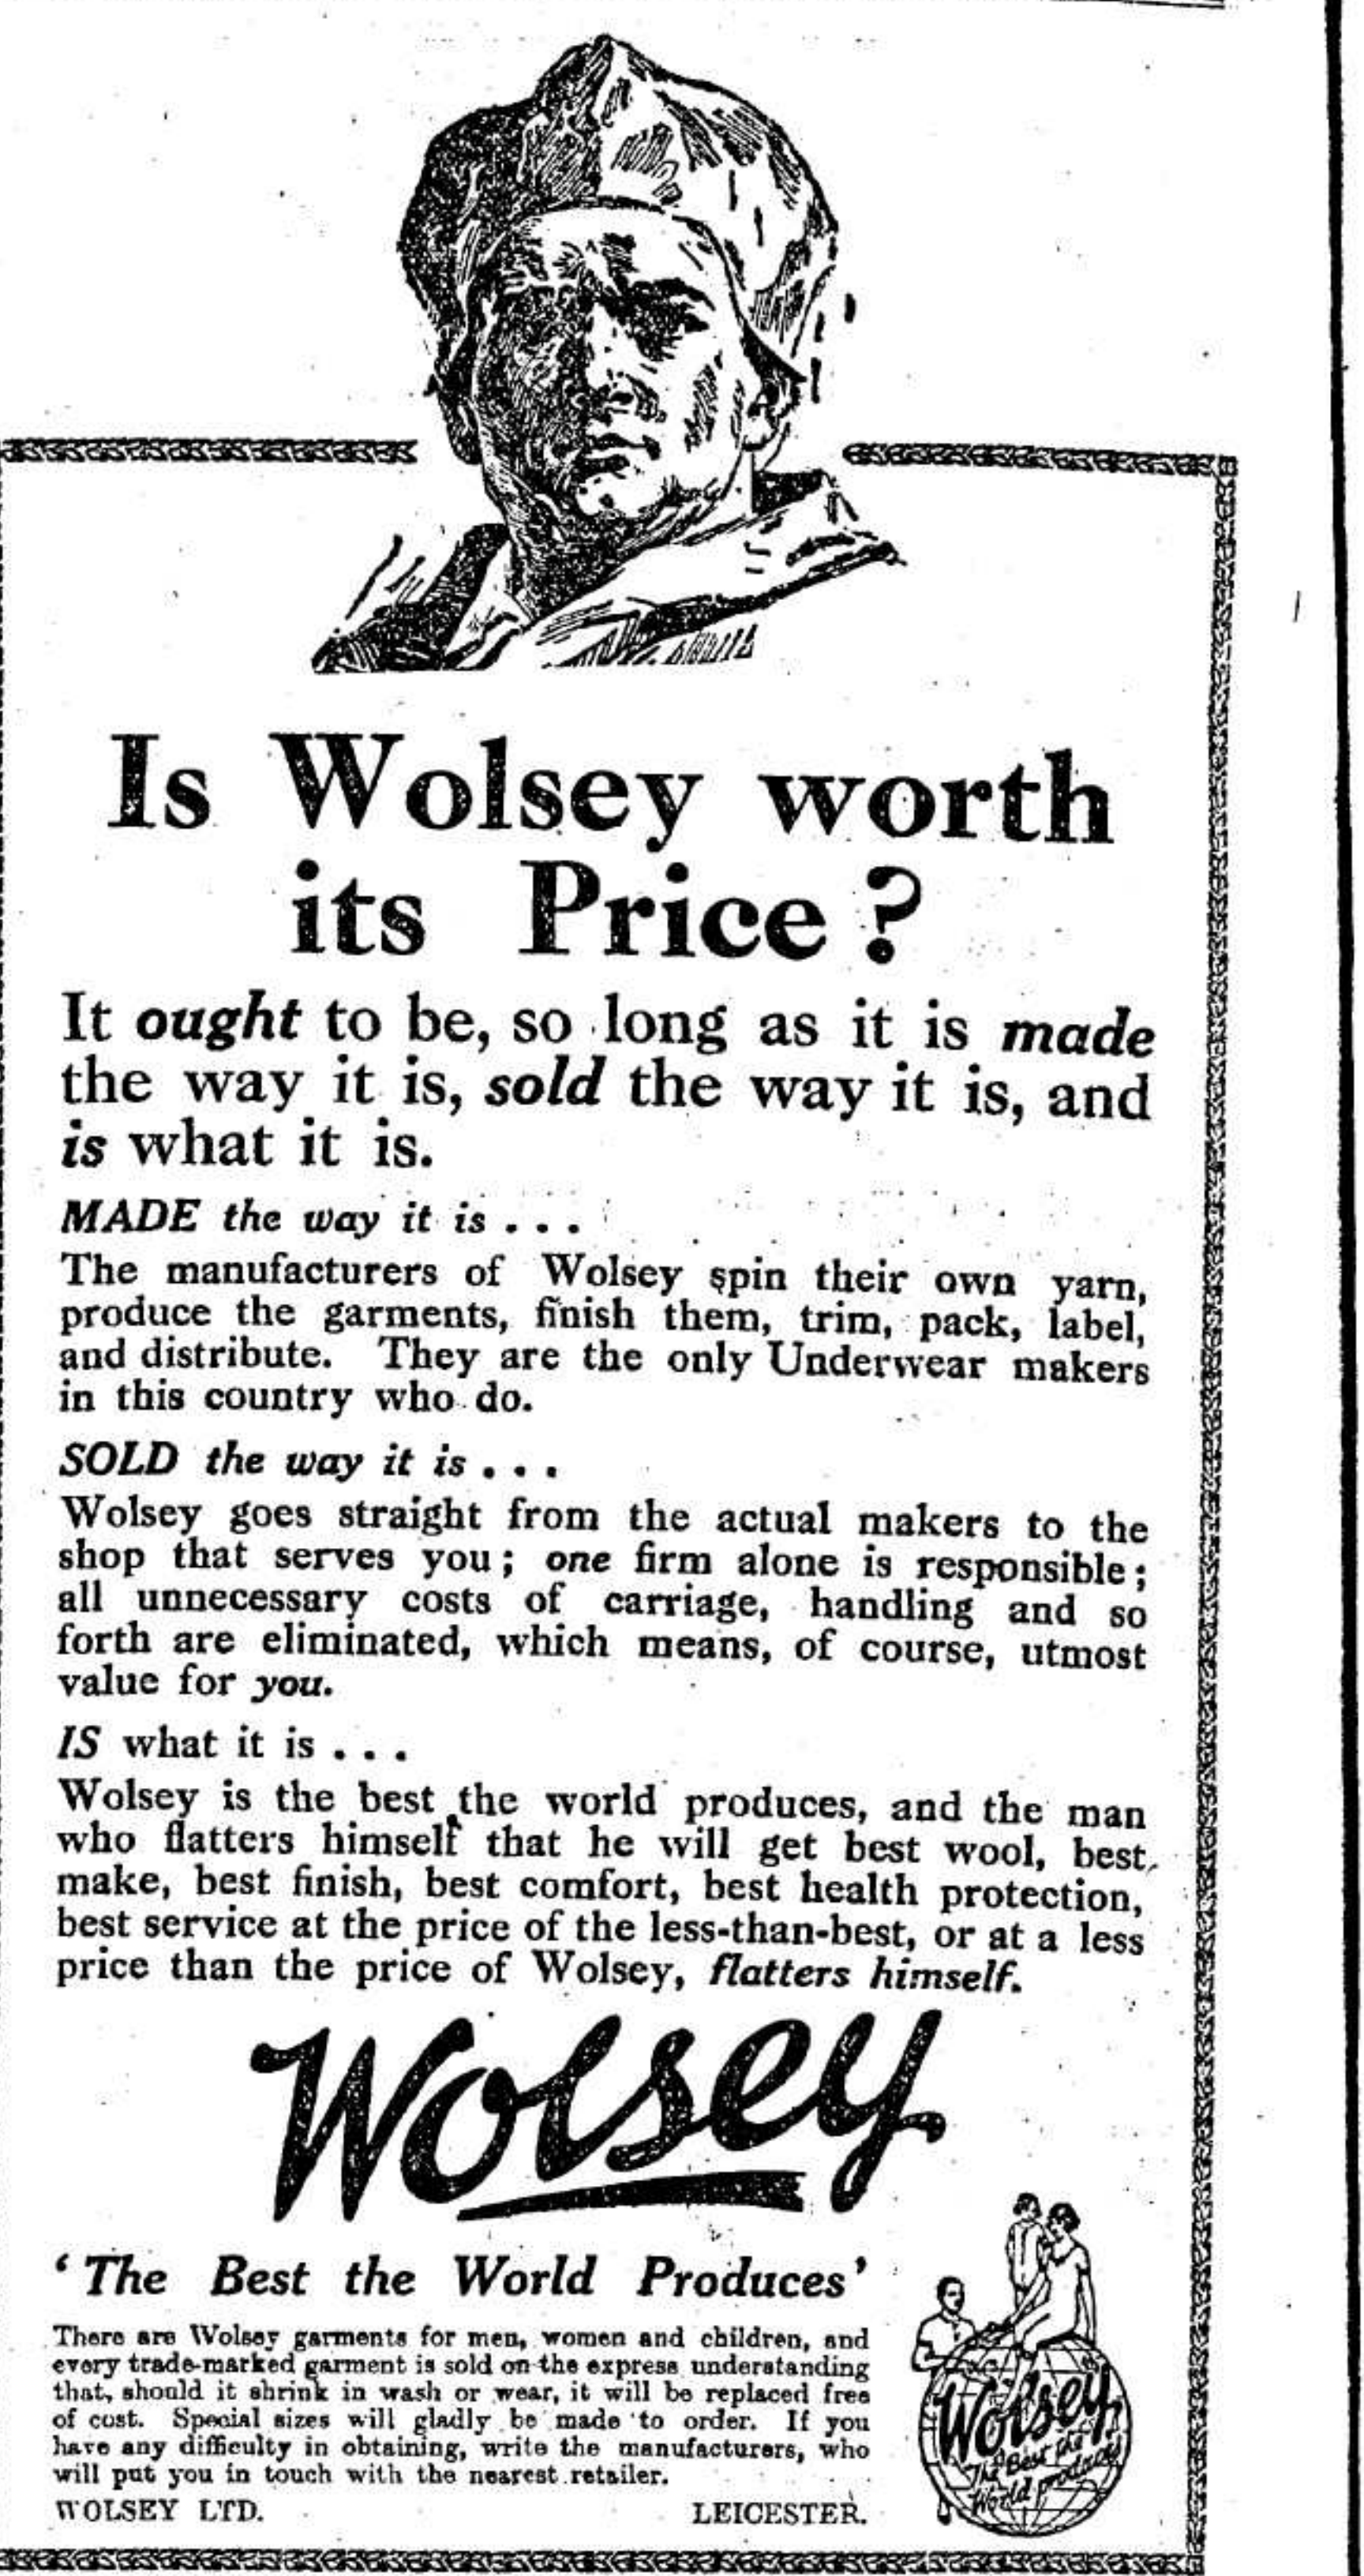 Is Wolsey worth
its Price?
It ought to be, so long as it is made
the way it is, sold the way it is, and
is what it is.
MADE the way it is . . .
The manufacturers of Wolsey spin their own yarn,
produce the garments, finish them, trim, pack, label,
and distribute. They are the only Underwear makers
in this country who do.
SOLD the way it is . . .
Wolsey goes straight from the actual makers to the
shop that serves you; one firm alone is responsible;
all unnecessary costs of carriage, handling and so
forth are eliminated, which means, of course, utmost
value for you.
IS what it is . . .
Wolsey is the best the world produces, and the man
who flatters himself that he will get best wool, best
make, best finish, best comfort, best health protection,
best service at the price of the less-than-best, or at a less
price than the price of Wolsey, flatters himself.
Wolsey
'The Best the World Produces'
There are Wolsey garments for men, women and children, and
every trade-marked garment is sold on the express understanding
that, should it shrink in wash or wear, it will be replaced free
of cost. Special sizes will gladly be made to order. If you
have any difficulty in obtaining, write the manufacturers, who
will put you in touch with the nearest retailer.
WOLSEY LTD. LEICESTER.
Wolsey
The Best the
World produces